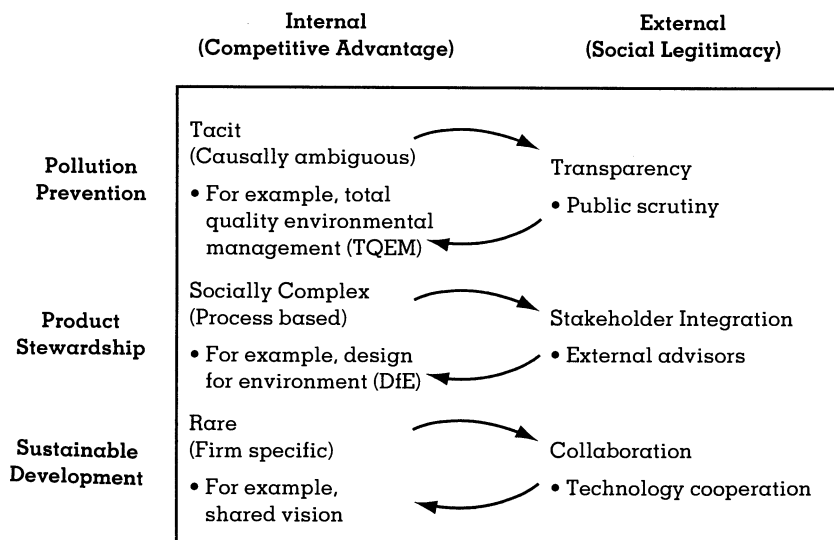 Internal
(Competitive Advantage)
External
(Social Legitimacy)
Pollution
Prevention
Tacit
(Causally ambiguous)
• For example, total
quality environmental
management (TQEM)
Transparency
• Public scrutiny
Product
Stewardship
Socially Complex
(Process based)
• For example, design
for environment (DfE)
Stakeholder Integration
• External advisors
Sustainable
Development
Rare
(Firm specific)
• For example,
shared vision
Collaboration
• Technology cooperation